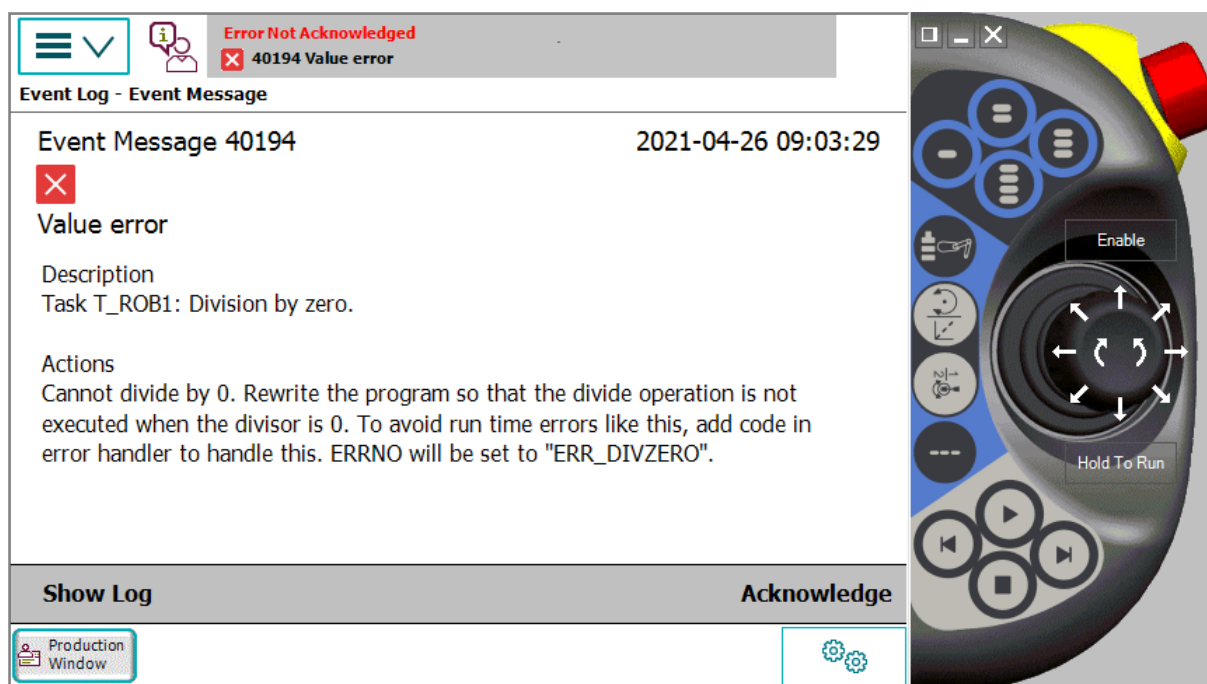 Error Not Acknowledged
40194 Value error
Event Log - Event Message
Event Message 40194
2021-04-26 09:03:29
Value error
Description
Task T_ROB1: Division by zero.
Actions
Cannot divide by 0. Rewrite the program so that the divide operation is not
executed when the divisor is 0. To avoid run time errors like this, add code in
error handler to handle this. ERRNO will be set to "ERR_DIVZERO".
Show Log
Acknowledge
Production
Window
Enable
Hold To Run